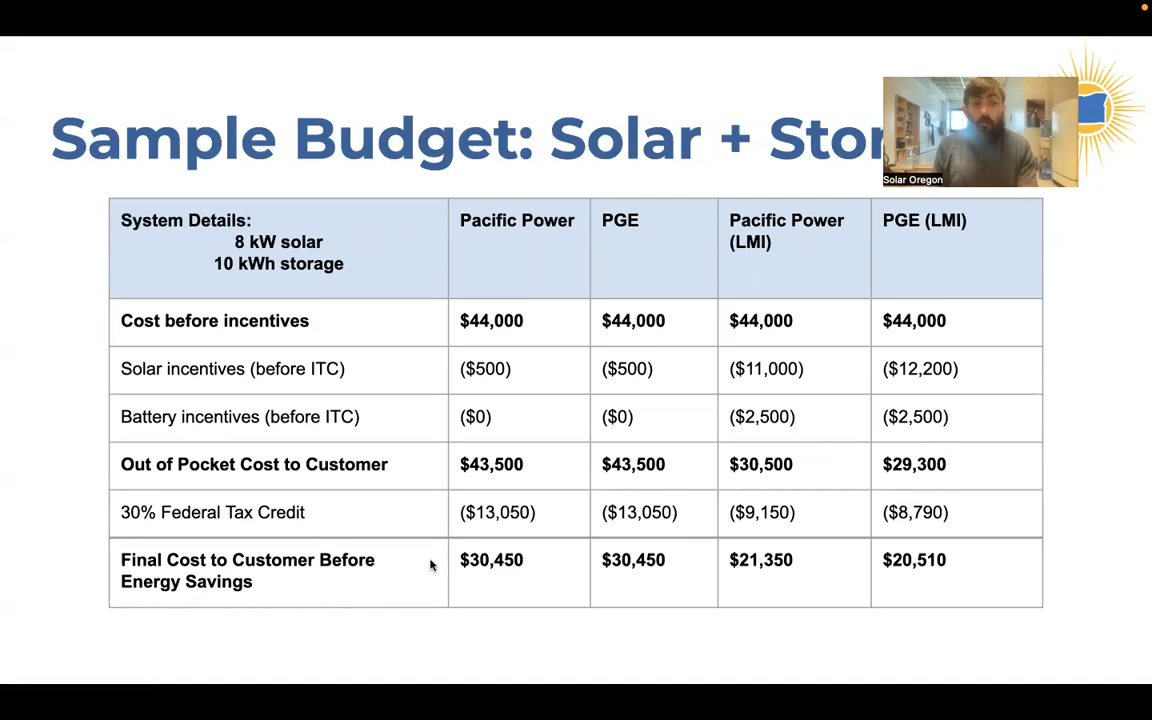 Sample Budget: Solar + Stor
Solar Oregon
System Details:
8 kW solar
10 kWh storage
Pacific Power
PGE
Pacific Power
(LMI)
PGE (LMI)
Cost before incentives
$44,000
$44,000
$44,000
$44,000
Solar incentives (before ITC)
($500)
($500)
($11,000)
($12,200)
Battery incentives (before ITC)
($0)
($0)
($2,500)
($2,500)
Out of Pocket Cost to Customer
$43,500
$43,500
$30,500
$29,300
30% Federal Tax Credit
($13,050)
($13,050)
($9,150)
($8,790)
Final Cost to Customer Before
Energy Savings
$30,450
$30,450
$21,350
$20,510